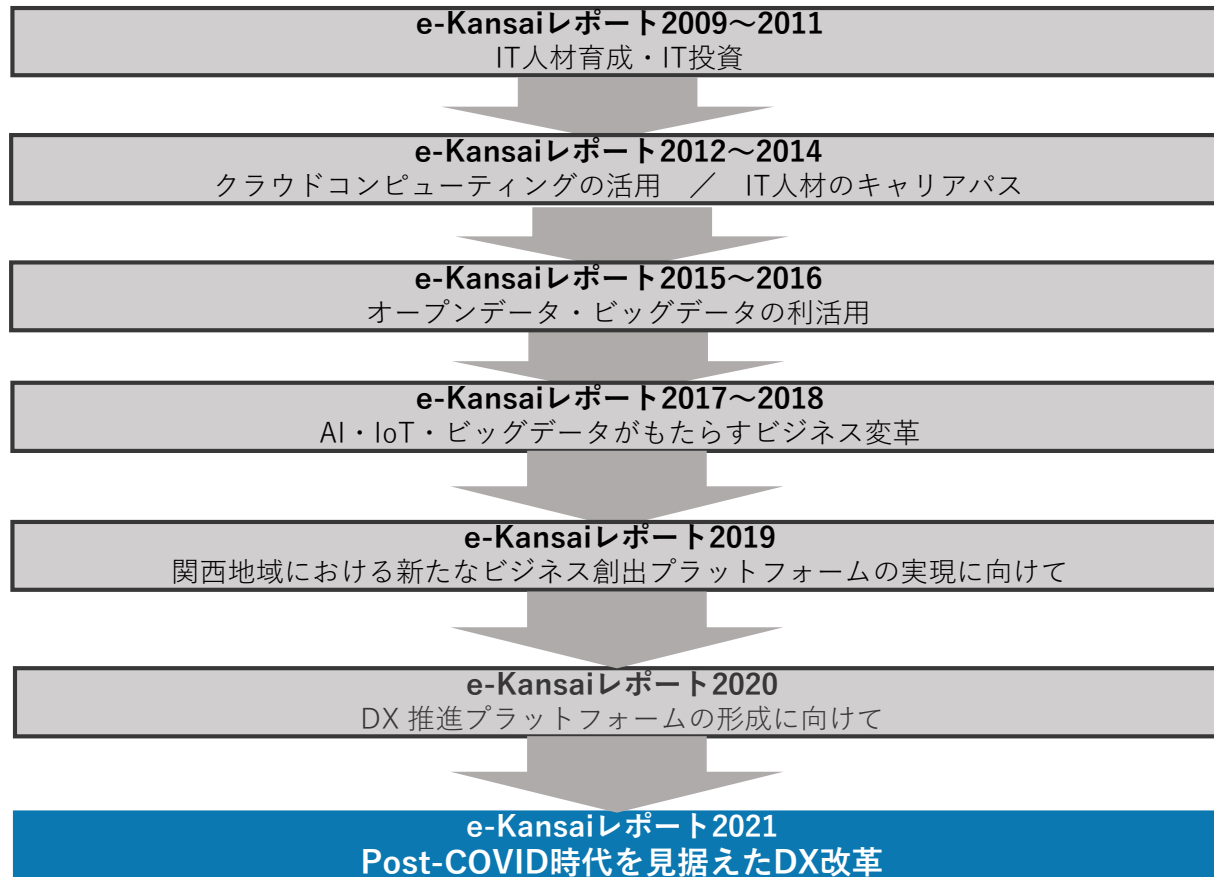 e-Kansaiレポート2009～2011
IT人材育成・IT投資
e-Kansaiレポート2012～2014
クラウドコンピューティングの活用　／　IT人材のキャリアパス
e-Kansaiレポート2015～2016
オープンデータ・ビッグデータの利活用
e-Kansaiレポート2017～2018
AI・IoT・ビッグデータがもたらすビジネス変革
e-Kansaiレポート2019
関西地域における新たなビジネス創出プラットフォームの実現に向けて
e-Kansaiレポート2020
DX 推進プラットフォームの形成に向けて
e-Kansaiレポート2021
Post-COVID時代を見据えたDX改革